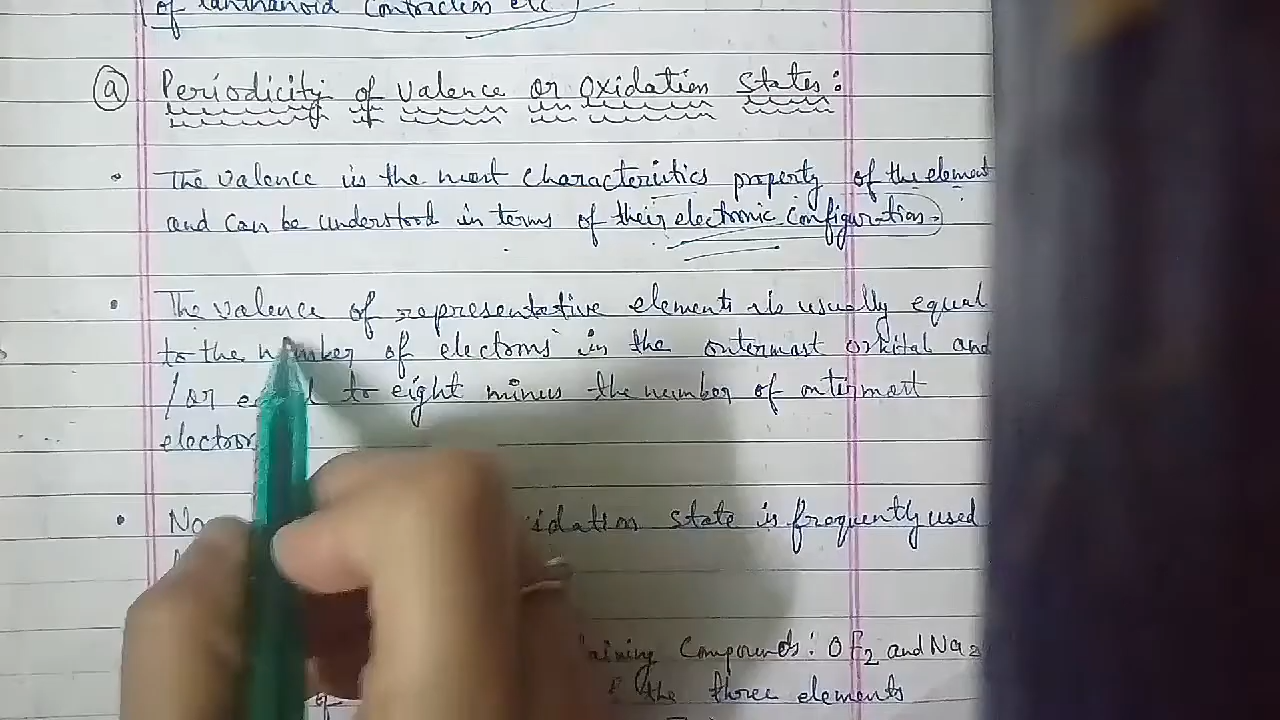 of lanthanoid Contraction etc
(a) Periodicity of Valence or Oxidation States:
• The valence is the most characteristics property of the element
and can be understood in terms of their electronic Configuration.
• The valence of representative elements is usually equal
to the number of electrons in the outermost orbital and
/or to eight minus the number of outermost
• state is frequently used
Compounds: OF2 and Na2
the three elements